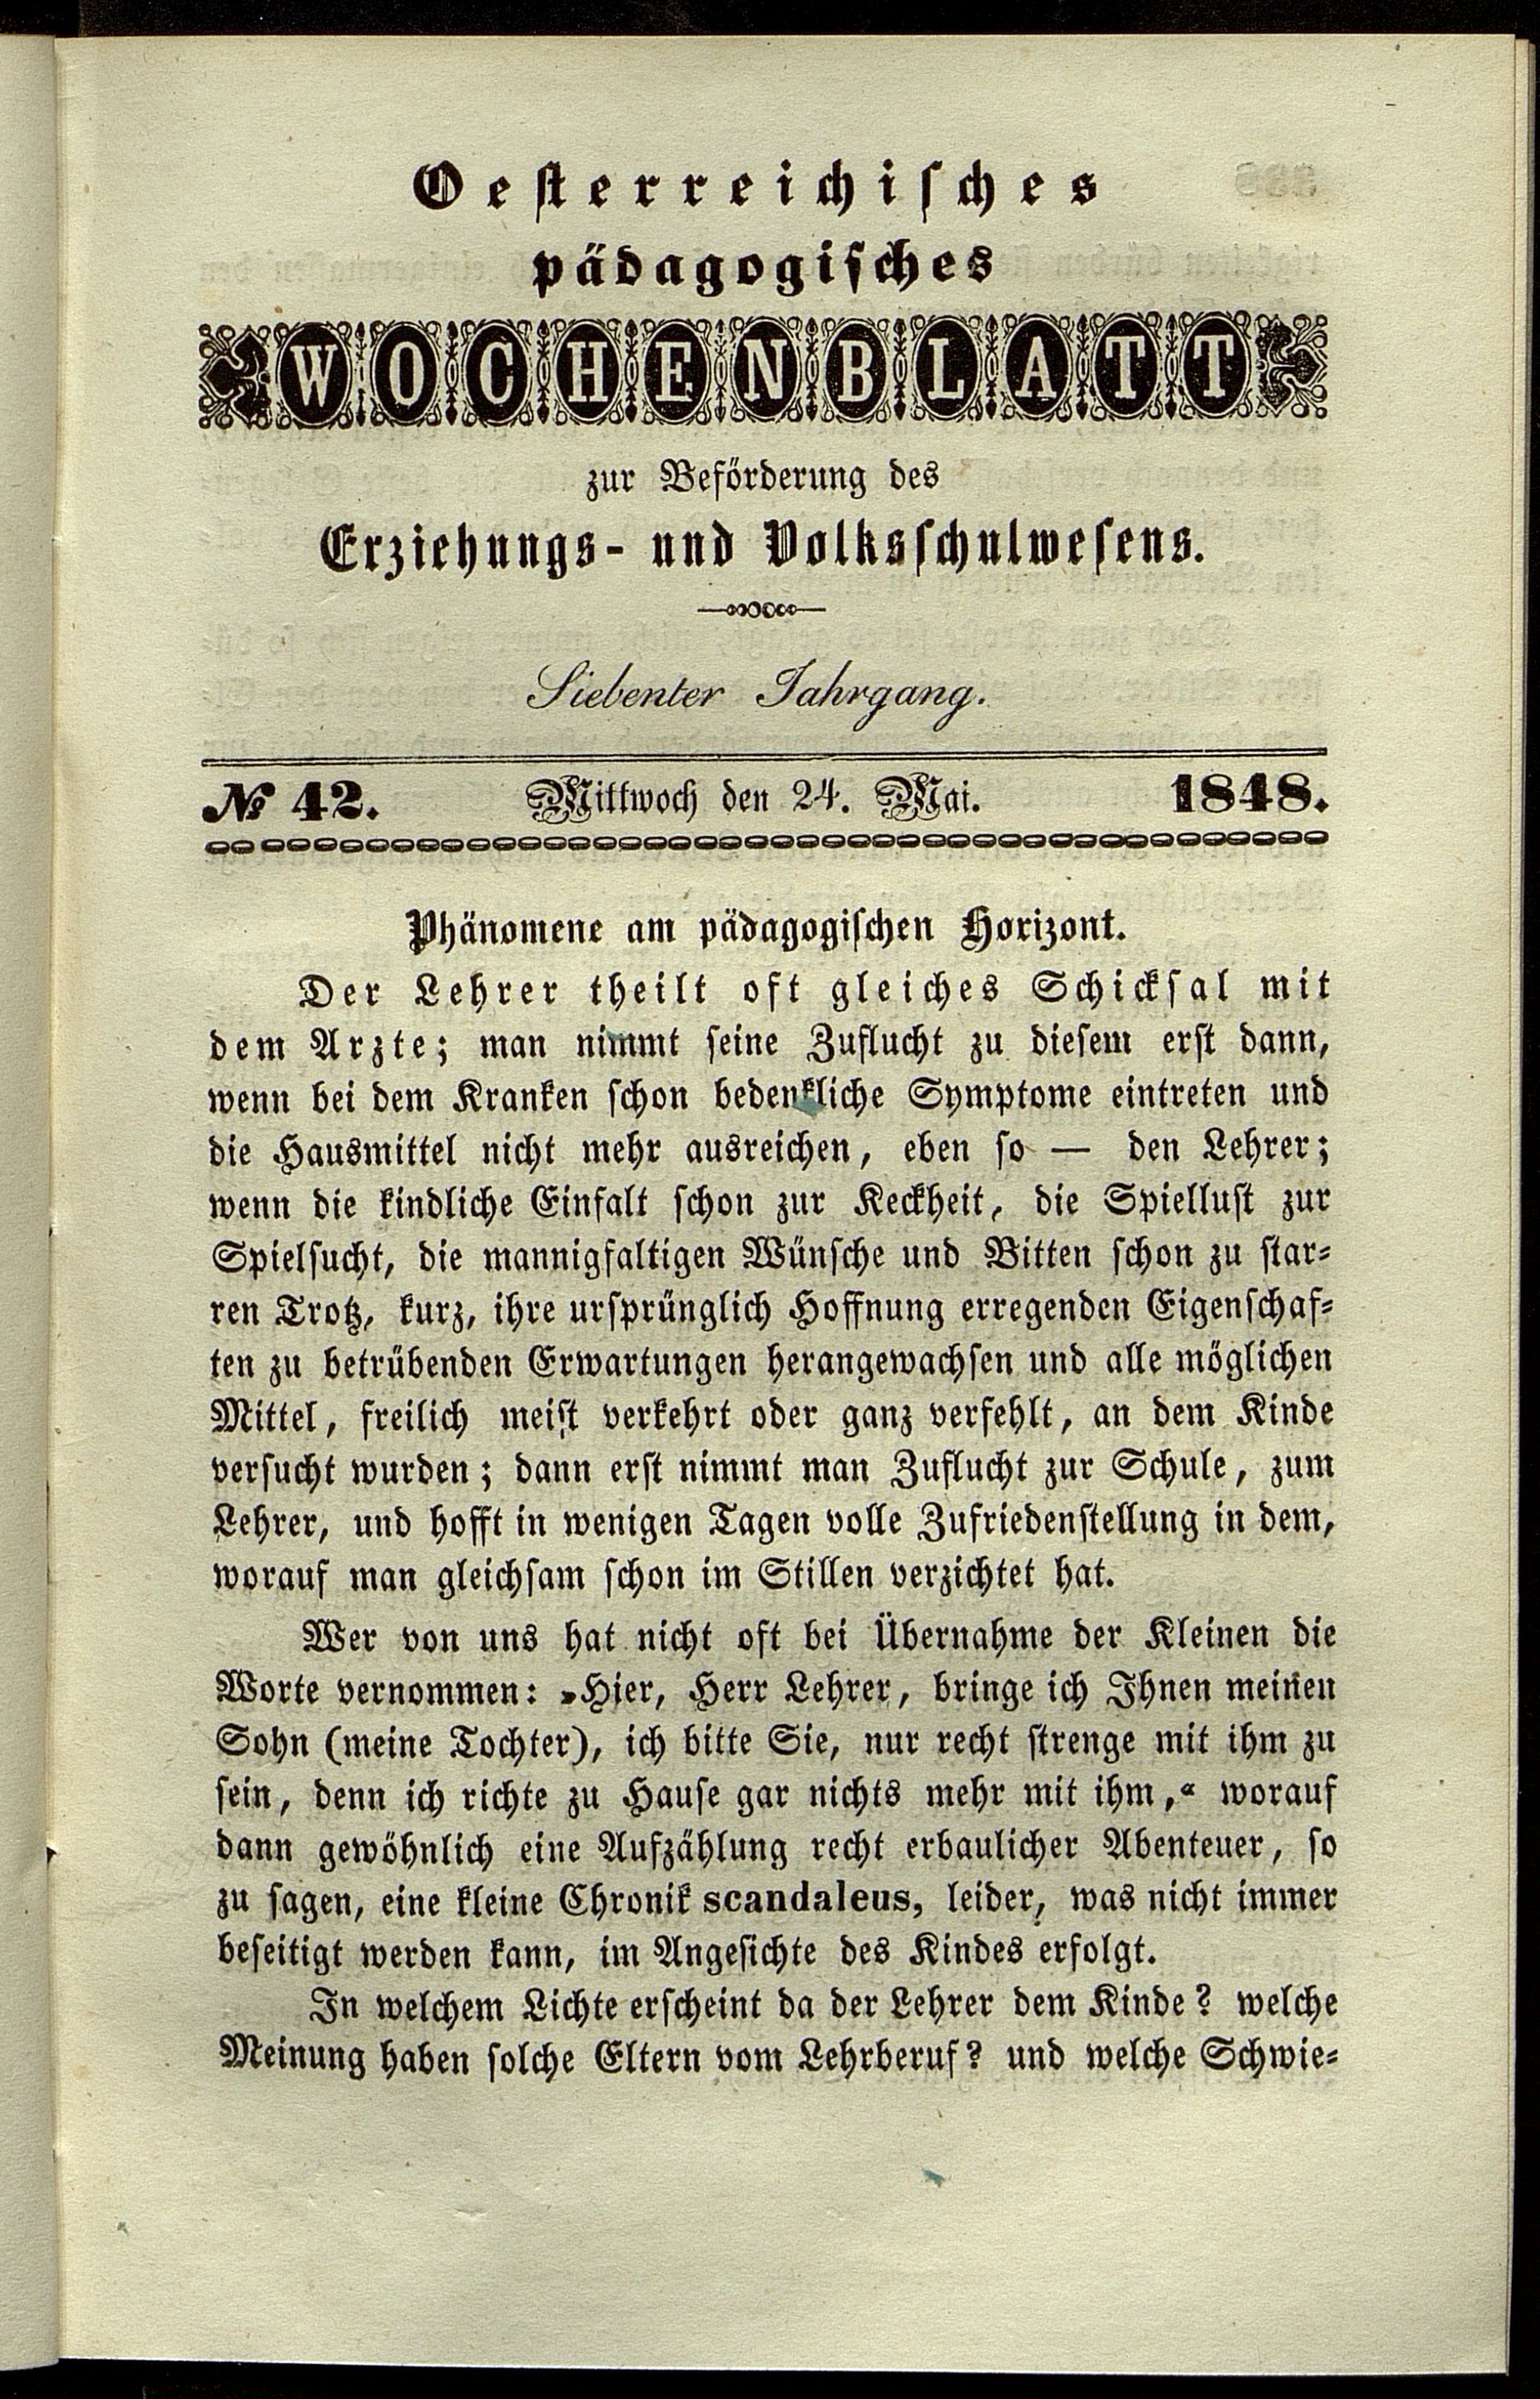 Oesterreichisches
pädagogisches
WOCHENBLATT
zur Beförderung des
Erziehungs- und Volksschulwesens.
Siebenter Jahrgang.
№ 42. Mittwoch den 24. Mai. 1848.
Phänomene am pädagogischen Horizont.
Der Lehrer theilt oft gleiches Schicksal mit
dem Arzte; man nimmt seine Zuflucht zu diesem erst dann,
wenn bei dem Kranken schon bedenkliche Symptome eintreten und
die Hausmittel nicht mehr ausreichen, eben so — den Lehrer;
wenn die kindliche Einfalt schon zur Keckheit, die Spiellust zur
Spielsucht, die mannigfaltigen Wünsche und Bitten schon zu star-
ren Trotz, kurz, ihre ursprünglich Hoffnung erregenden Eigenschaf-
ten zu betrübenden Erwartungen herangewachsen und alle möglichen
Mittel, freilich meist verkehrt oder ganz verfehlt, an dem Kinde
versucht wurden; dann erst nimmt man Zuflucht zur Schule, zum
Lehrer, und hofft in wenigen Tagen volle Zufriedenstellung in dem,
worauf man gleichsam schon im Stillen verzichtet hat.
Wer von uns hat nicht oft bei Übernahme der Kleinen die
Worte vernommen: »Hier, Herr Lehrer, bringe ich Ihnen meinen
Sohn (meine Tochter), ich bitte Sie, nur recht strenge mit ihm zu
sein, denn ich richte zu Hause gar nichts mehr mit ihm,« worauf
dann gewöhnlich eine Aufzählung recht erbaulicher Abenteuer, so
zu sagen, eine kleine Chronik scandaleus, leider, was nicht immer
beseitigt werden kann, im Angesichte des Kindes erfolgt.
In welchem Lichte erscheint da der Lehrer dem Kinde? welche
Meinung haben solche Eltern vom Lehrberuf? und welche Schwie-